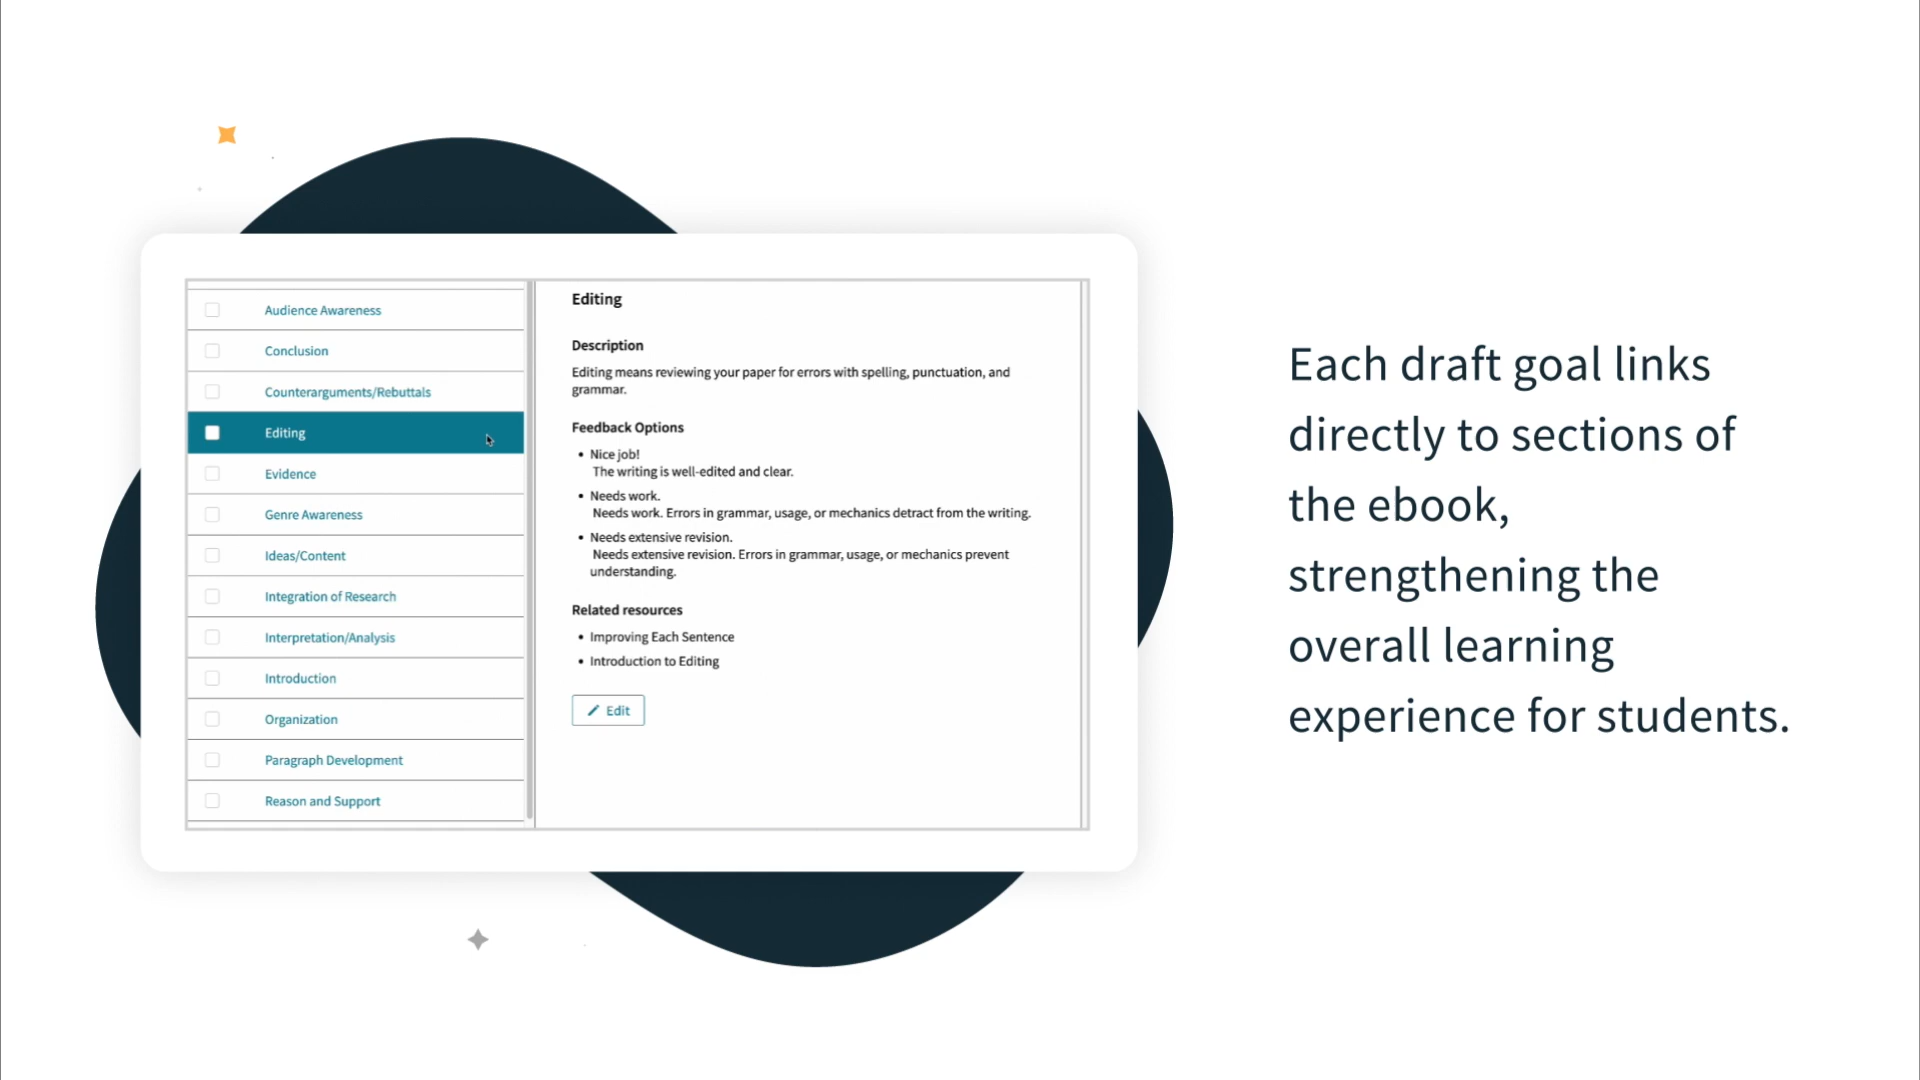 Audience Awareness
Conclusion
Counterarguments/Rebuttals
Editing
Evidence
Genre Awareness
Ideas/Content
Integration of Research
Interpretation/Analysis
Introduction
Organization
Paragraph Development
Reason and Support
Editing
Description
Editing means reviewing your paper for errors with spelling, punctuation, and
grammar.
Feedback Options
• Nice job!
The writing is well-edited and clear.
• Needs work.
Needs work. Errors in grammar, usage, or mechanics detract from the writing.
• Needs extensive revision.
Needs extensive revision. Errors in grammar, usage, or mechanics prevent
understanding.
Related resources
• Improving Each Sentence
• Introduction to Editing
Edit
Each draft goal links
directly to sections of
the ebook,
strengthening the
overall learning
experience for students.